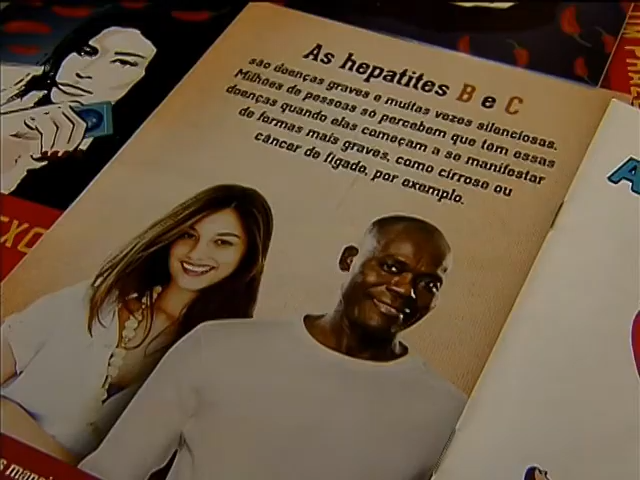 As hepatites B e C
são doenças graves e muitas vezes silenciosas.
Milhões de pessoas só percebem que tem essas
doenças quando elas começam a se manifestar
de formas mais graves, como cirrose ou
câncer de fígado, por exemplo.